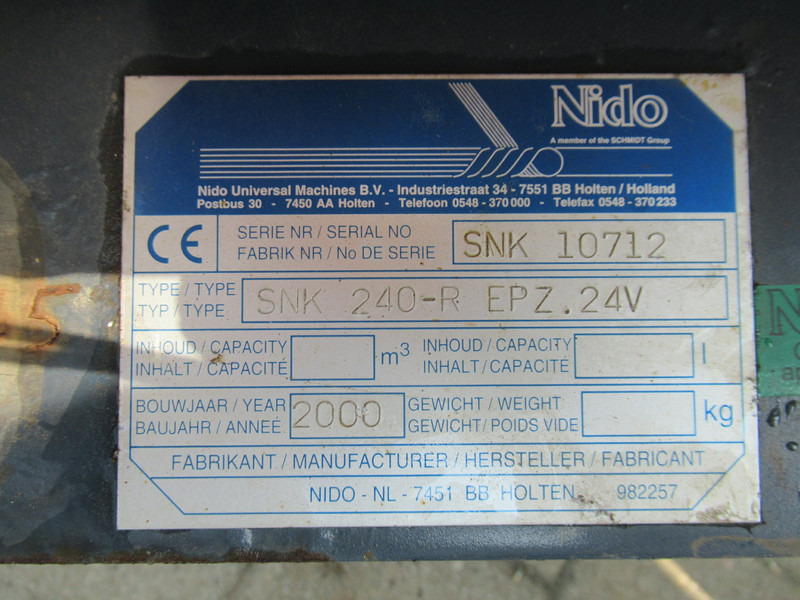 Nido
A member of the SCHMIDT Group
Nido Universal Machines B.V. - Industriestraat 34 - 7551 BB Holten / Holland
Postbus 30 - 7450 AA Holten - Telefoon 0548 - 370 000 - Telefax 0548 - 370 233
CE
SERIE NR / SERIAL NO
FABRIK NR / No DE SERIE
SNK 10712
TYPE / TYPE
TYP / TYPE
SNK 240-R EPZ.24V
INHOUD / CAPACITY
INHALT / CAPACITÉ
m³
INHOUD / CAPACITY
INHALT / CAPACITÉ
l
BOUWJAAR / YEAR
BAUJAHR / ANNEÉ
2000
GEWICHT / WEIGHT
GEWICHT / POIDS VIDE
kg
FABRIKANT / MANUFACTURER / HERSTELLER / FABRICANT
NIDO - NL - 7451 BB HOLTEN 982257
5